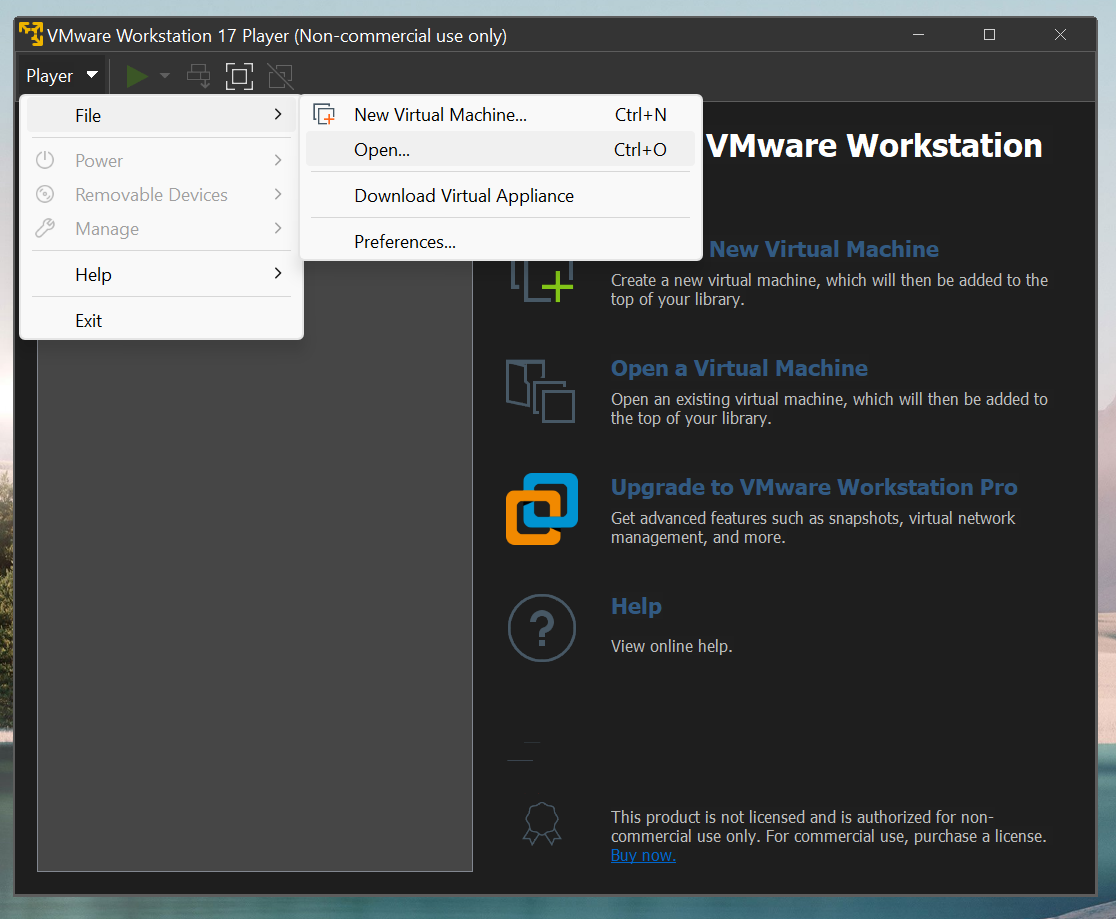 VMware Workstation 17 Player (Non-commercial use only)
Player
File
Power
Removable Devices
Manage
Help
Exit
New Virtual Machine... Ctrl+N
Open... Ctrl+O
Download Virtual Appliance
Preferences...
VMware Workstation
New Virtual Machine
Create a new virtual machine, which will then be added to the
top of your library.
Open a Virtual Machine
Open an existing virtual machine, which will then be added to
the top of your library.
Upgrade to VMware Workstation Pro
Get advanced features such as snapshots, virtual network
management, and more.
Help
View online help.
This product is not licensed and is authorized for non-
commercial use only. For commercial use, purchase a license.
Buy now.